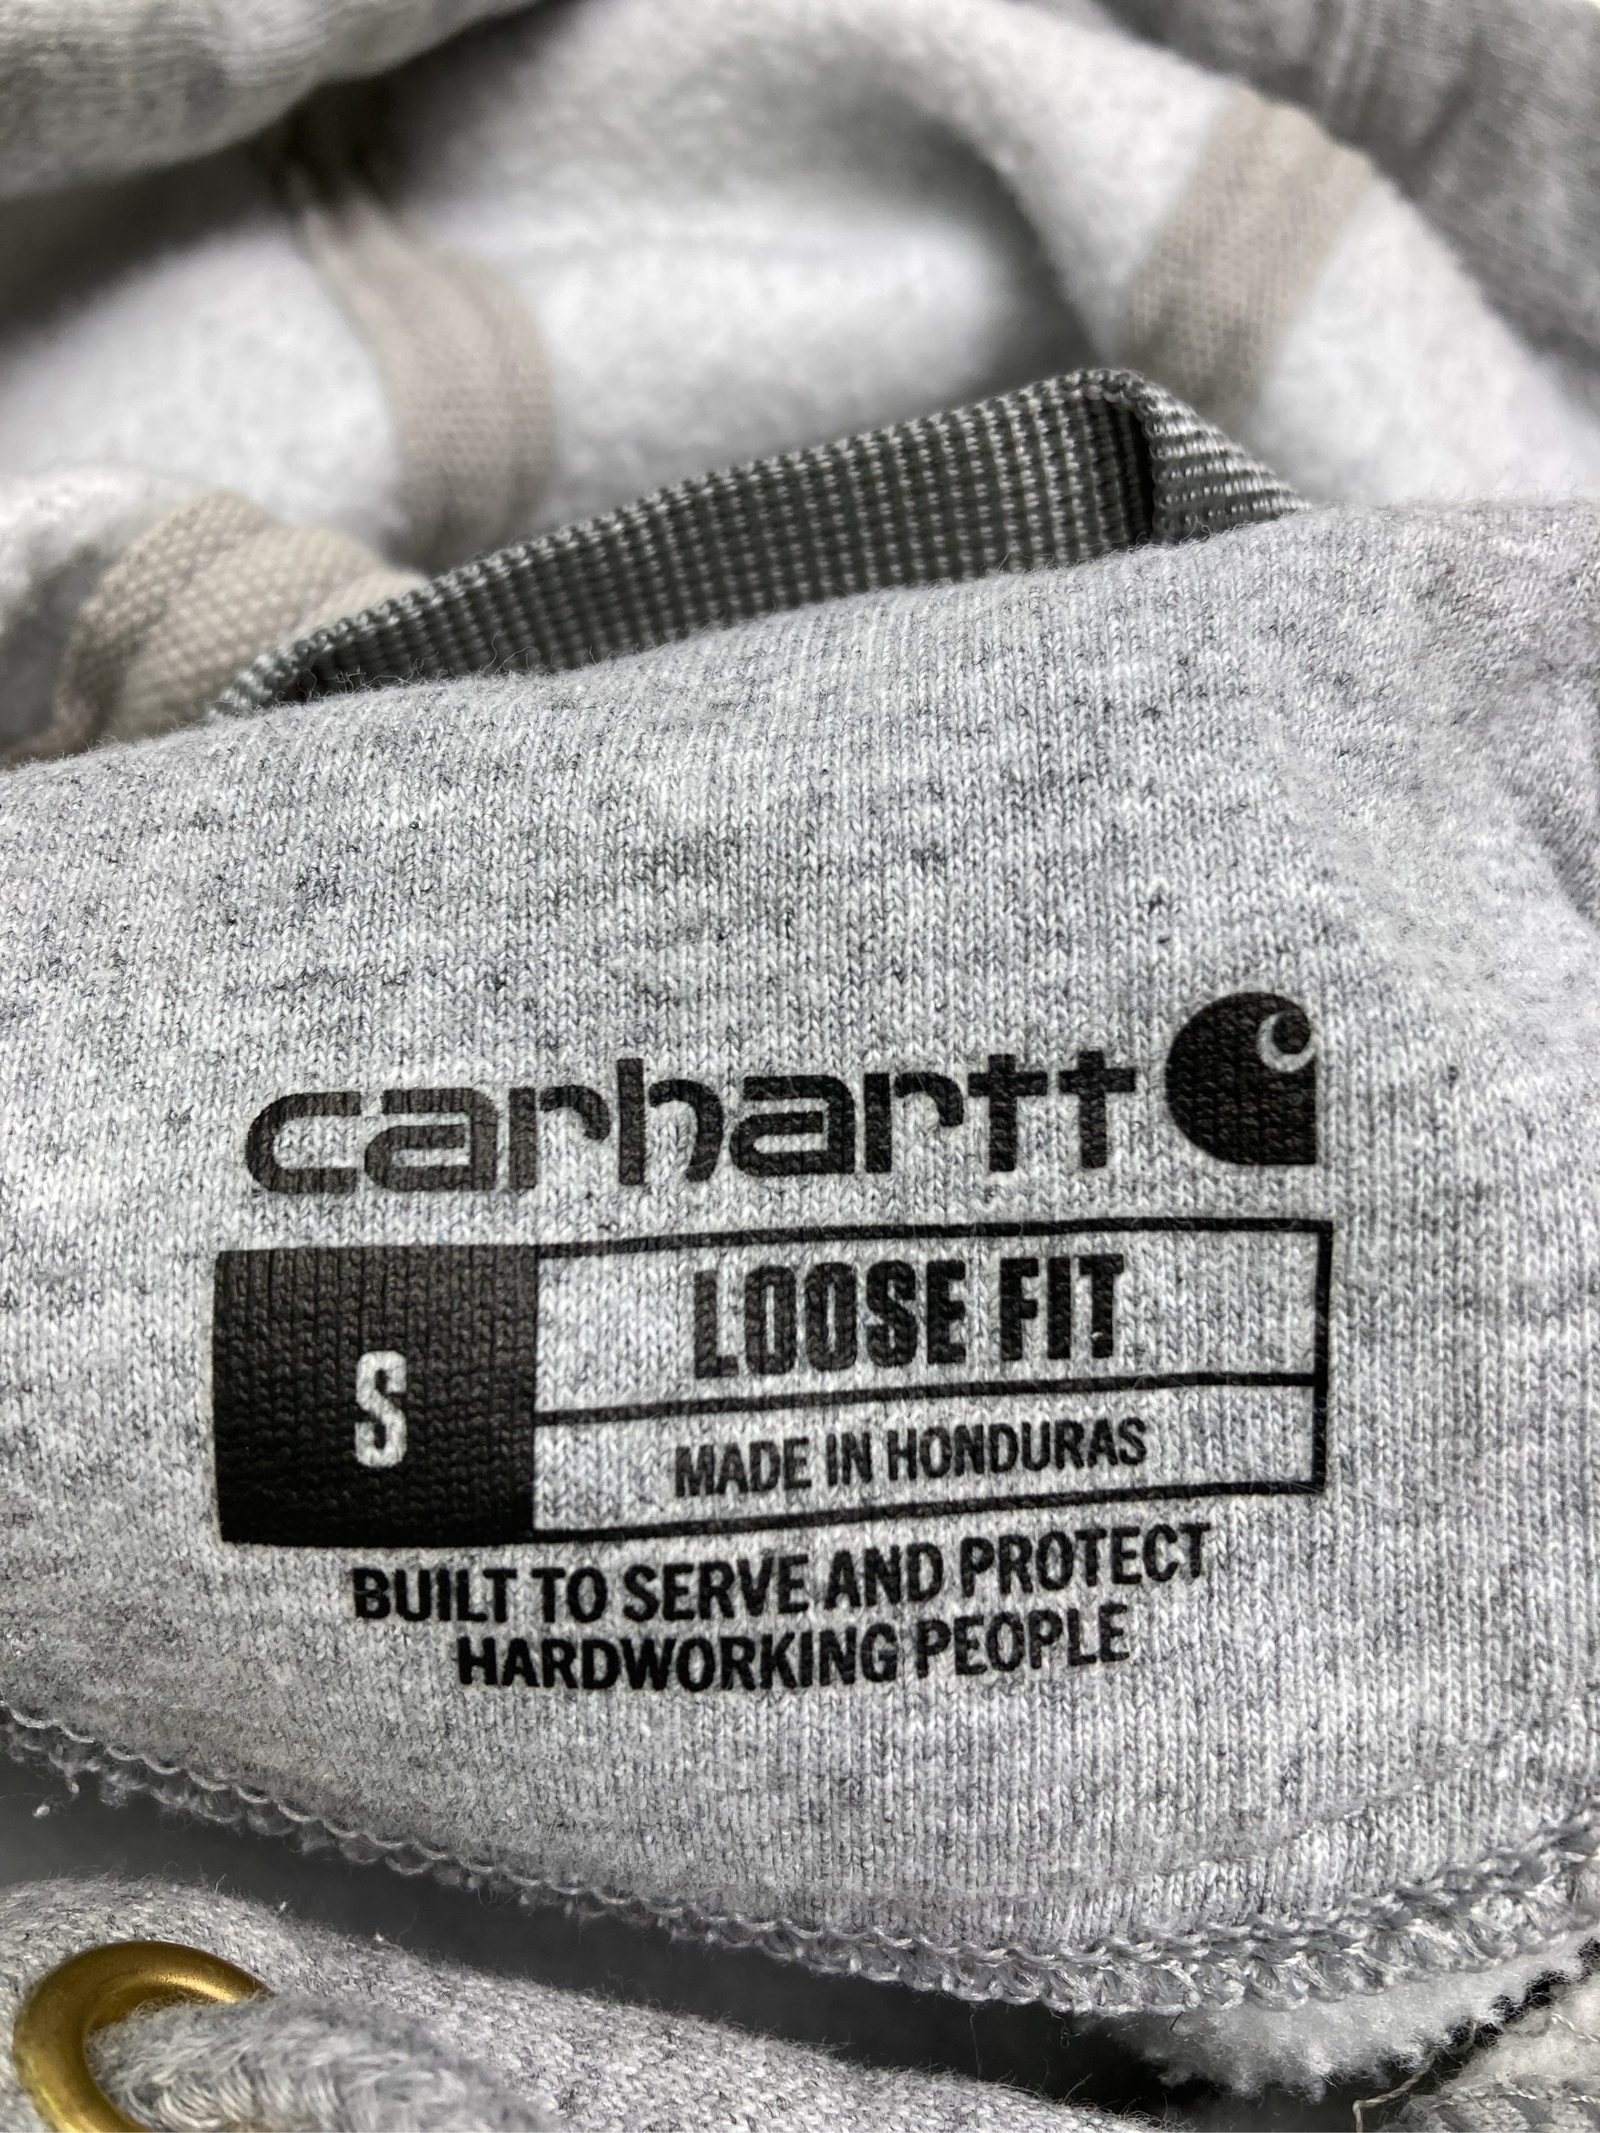 carhartt
S
LOOSE FIT
MADE IN HONDURAS
BUILT TO SERVE AND PROTECT
HARDWORKING PEOPLE